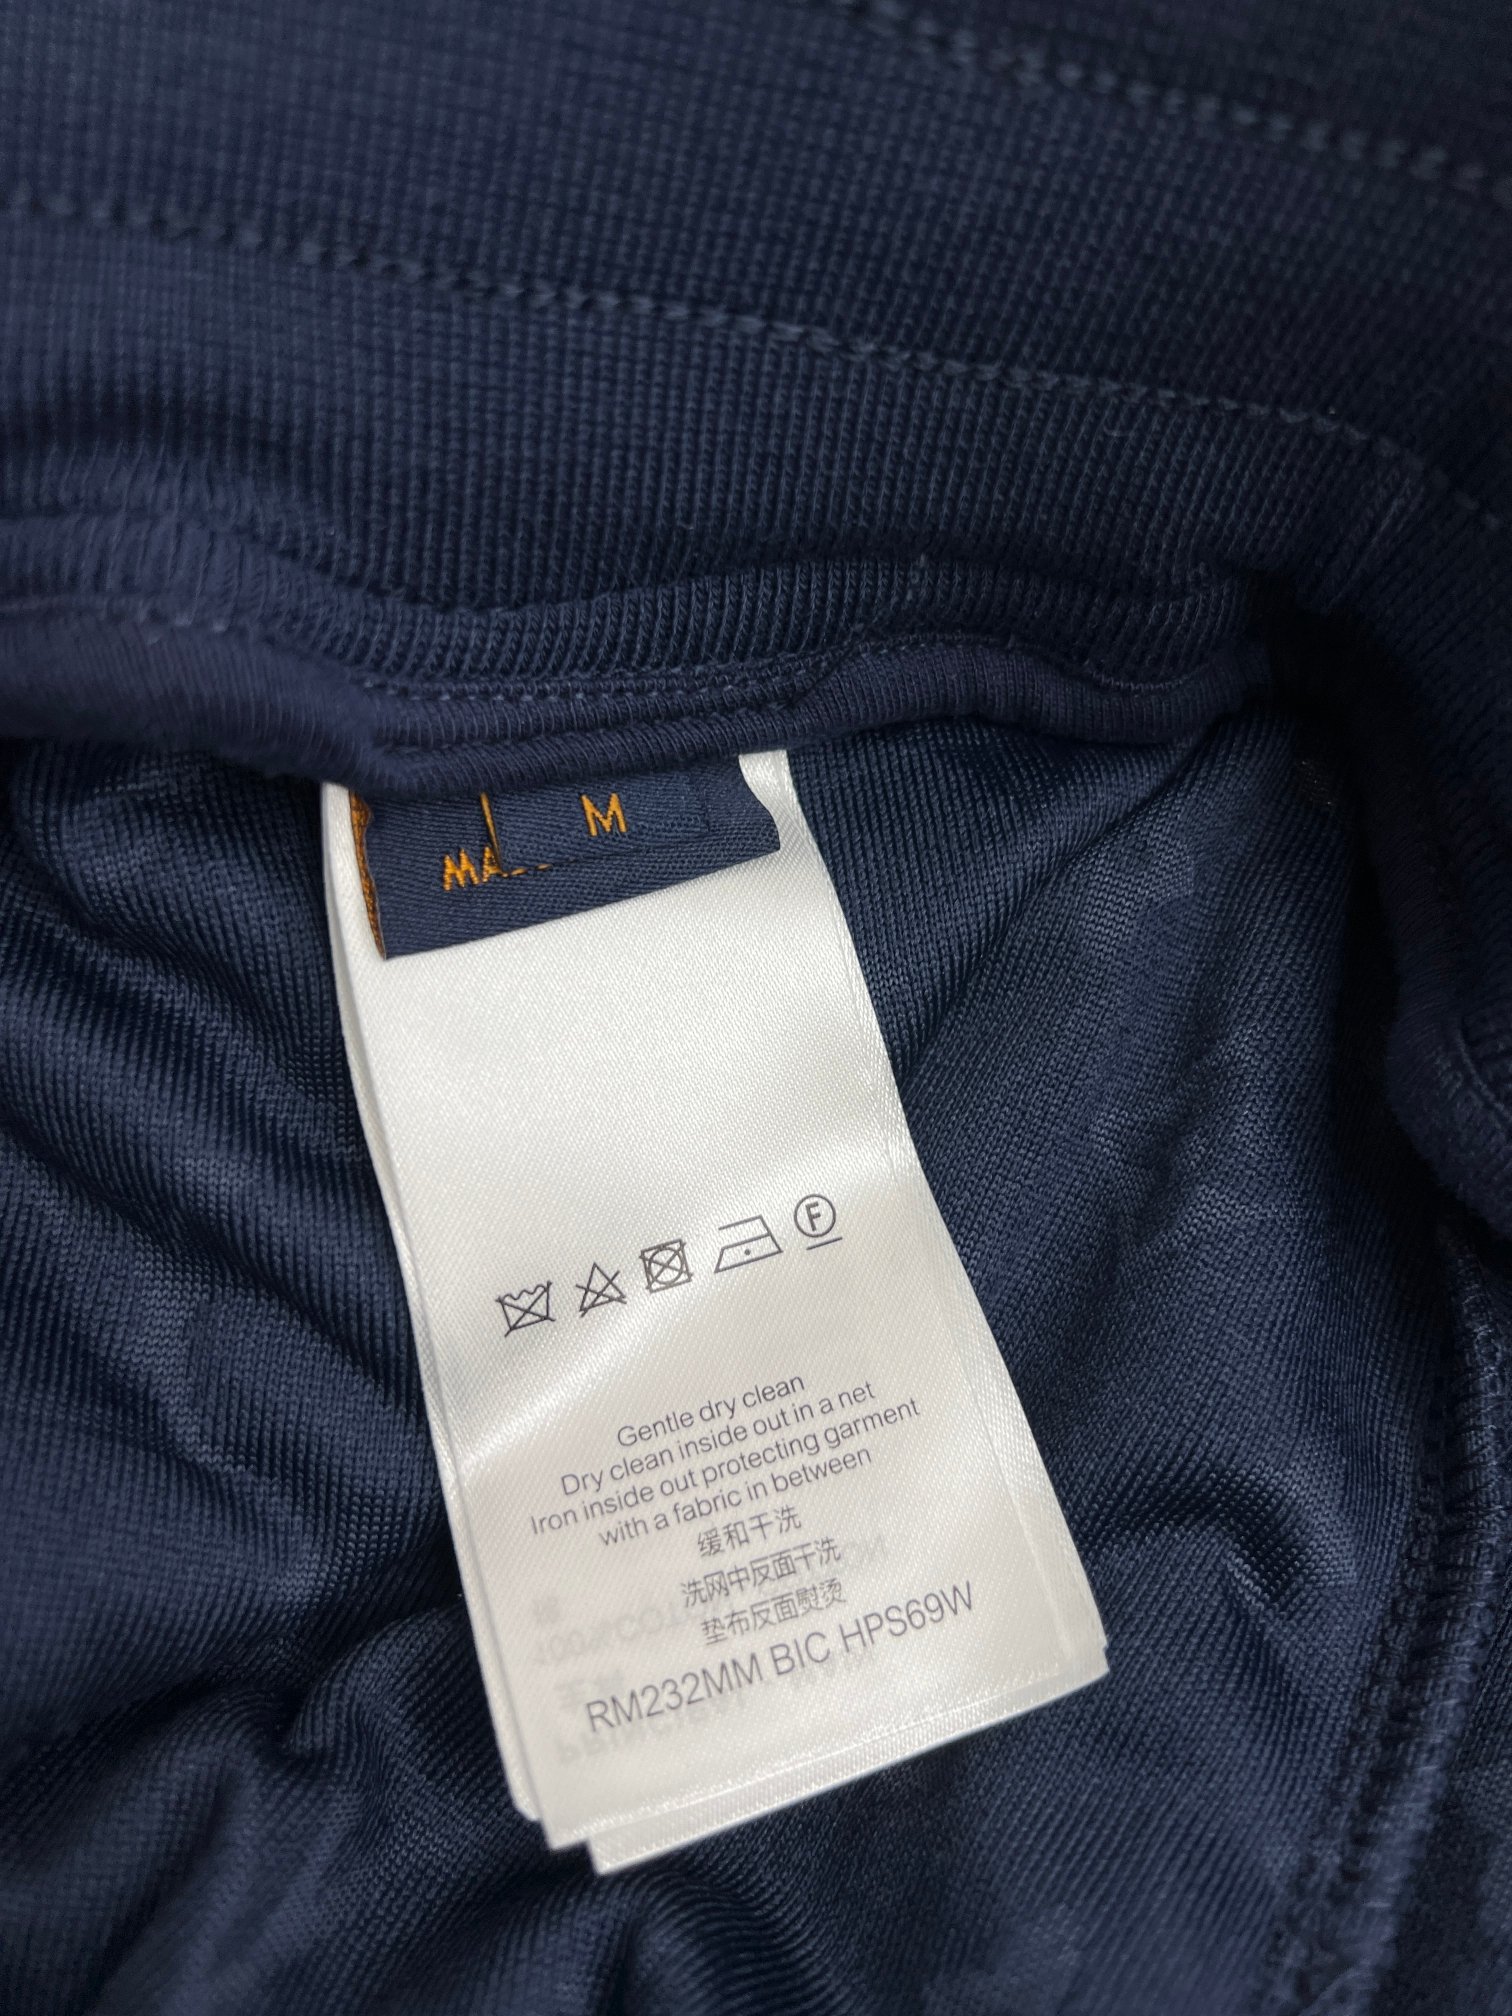 M
MA
F
Gentle dry clean
Dry clean inside out in a net
Iron inside out protecting garment
with a fabric in between
缓和干洗
洗网中反面干洗
垫布反面熨烫
RM232MM BIC HPS69W